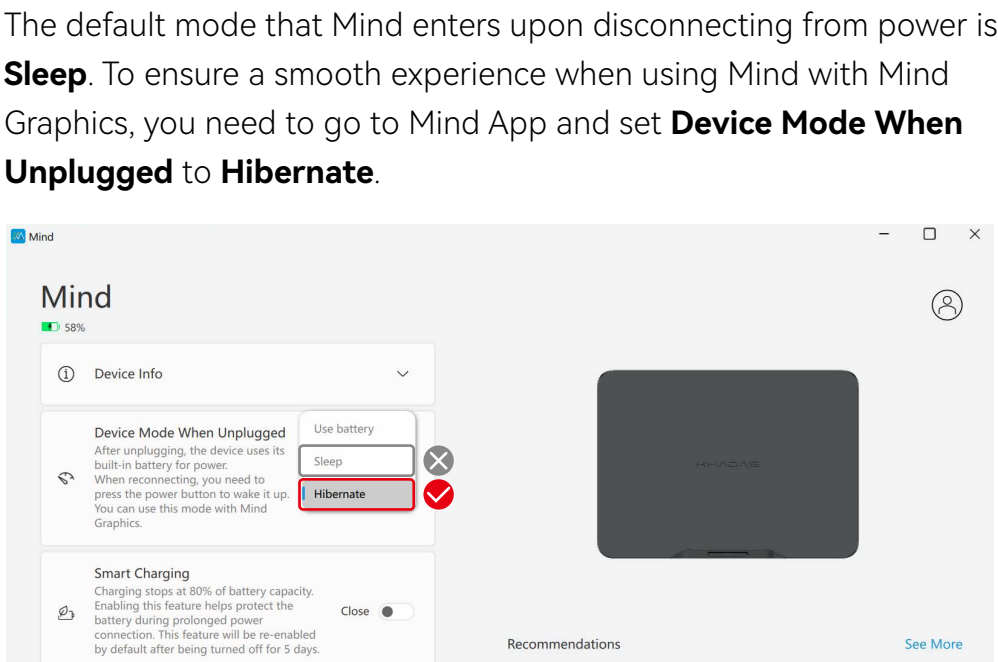 The default mode that Mind enters upon disconnecting from power is
Sleep. To ensure a smooth experience when using Mind with Mind
Graphics, you need to go to Mind App and set Device Mode When
Unplugged to Hibernate.
Mind
Mind
58%
Device Info
Device Mode When Unplugged
After unplugging, the device uses its
built-in battery for power.
When reconnecting, you need to
press the power button to wake it up.
You can use this mode with Mind
Graphics.
Use battery
Sleep
Hibernate
KHADAS
Smart Charging
Charging stops at 80% of battery capacity.
Enabling this feature helps protect the
battery during prolonged power
connection. This feature will be re-enabled
by default after being turned off for 5 days.
Close
Recommendations
See More